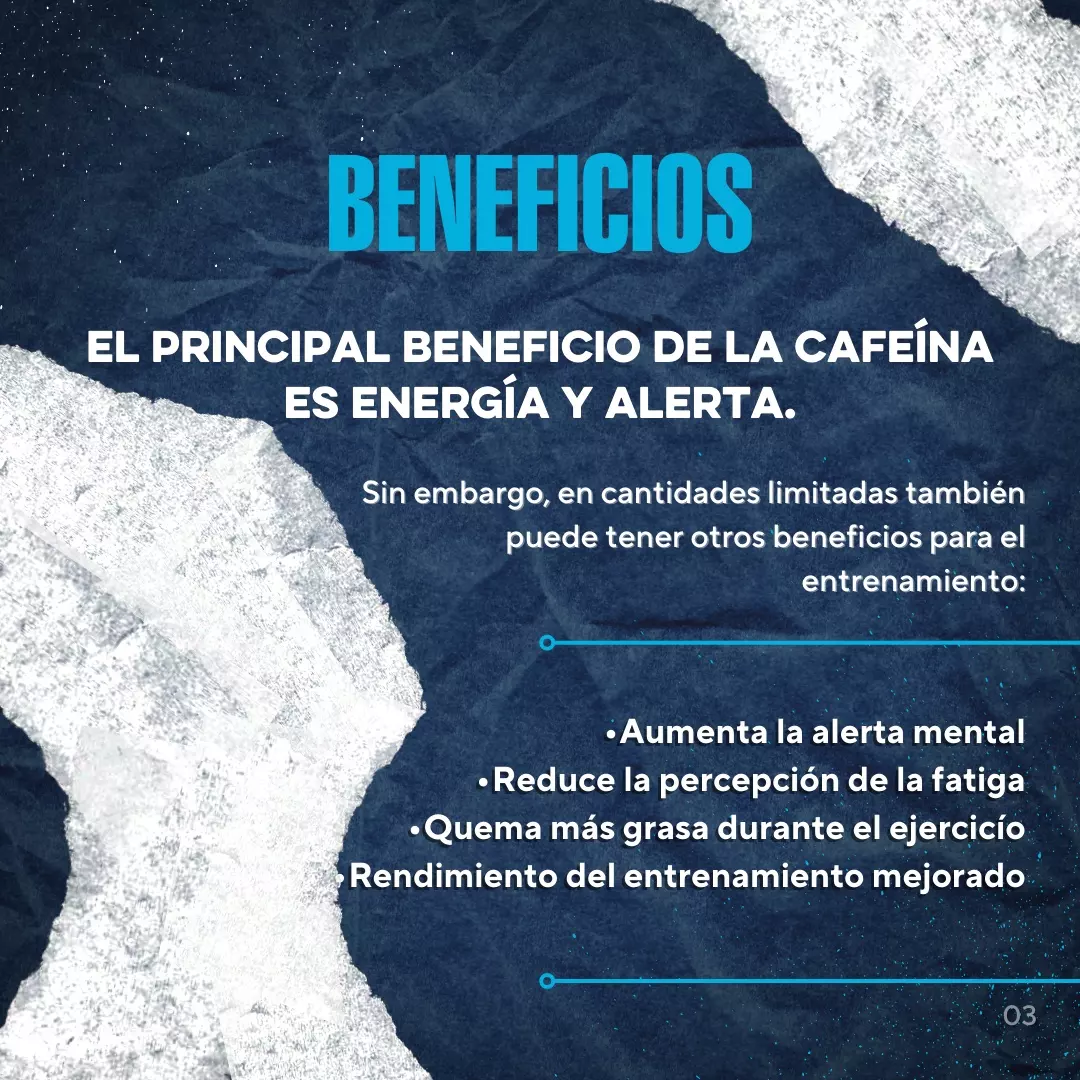 BENEFICIOS
EL PRINCIPAL BENEFICIO DE LA CAFEÍNA
ES ENERGÍA Y ALERTA.
Sin embargo, en cantidades limitadas también
puede tener otros beneficios para el
entrenamiento:
•Aumenta la alerta mental
•Reduce la percepción de la fatiga
•Quema más grasa durante el ejercicío
•Rendimiento del entrenamiento mejorado
03